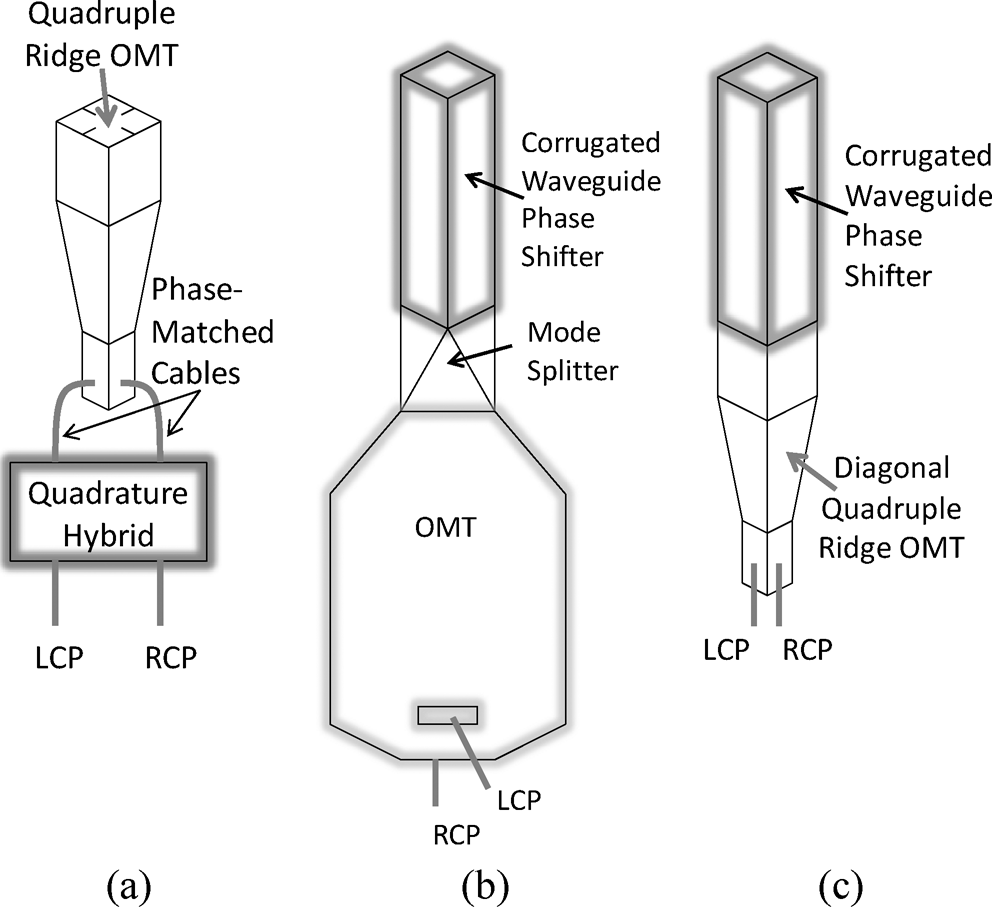 Quadruple
Ridge OMT
Phase-
Matched
Cables
Quadrature
Hybrid
LCP
RCP
(a)
Corrugated
Waveguide
Phase
Shifter
Mode
Splitter
OMT
LCP
RCP
(b)
Corrugated
Waveguide
Phase
Shifter
Diagonal
Quadruple
Ridge OMT
LCP
RCP
(c)